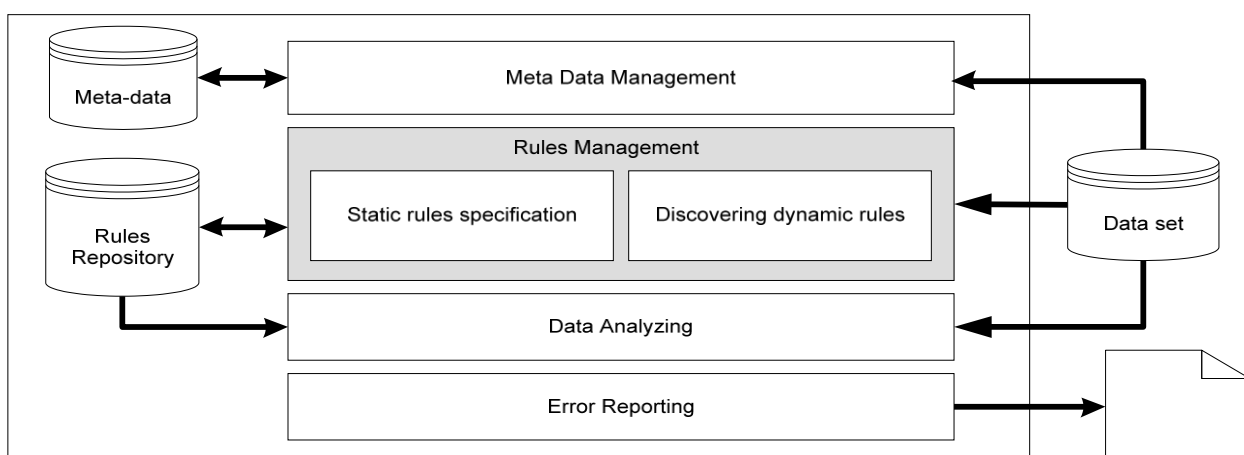 Meta-data
Meta Data Management
Rules Management
Static rules specification
Discovering dynamic rules
Rules
Repository
Data set
Data Analyzing
Error Reporting